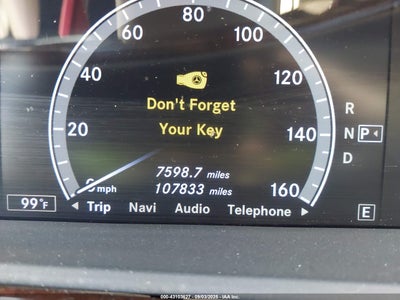 80
60
100
40
120
Don't Forget
R
20
Your Key
140
N P
D
7598.7 miles
0 mph
107833 miles
160
99°F
Trip Navi Audio Telephone
E
000-43103627 - 09/03/2025 - IAA Inc.